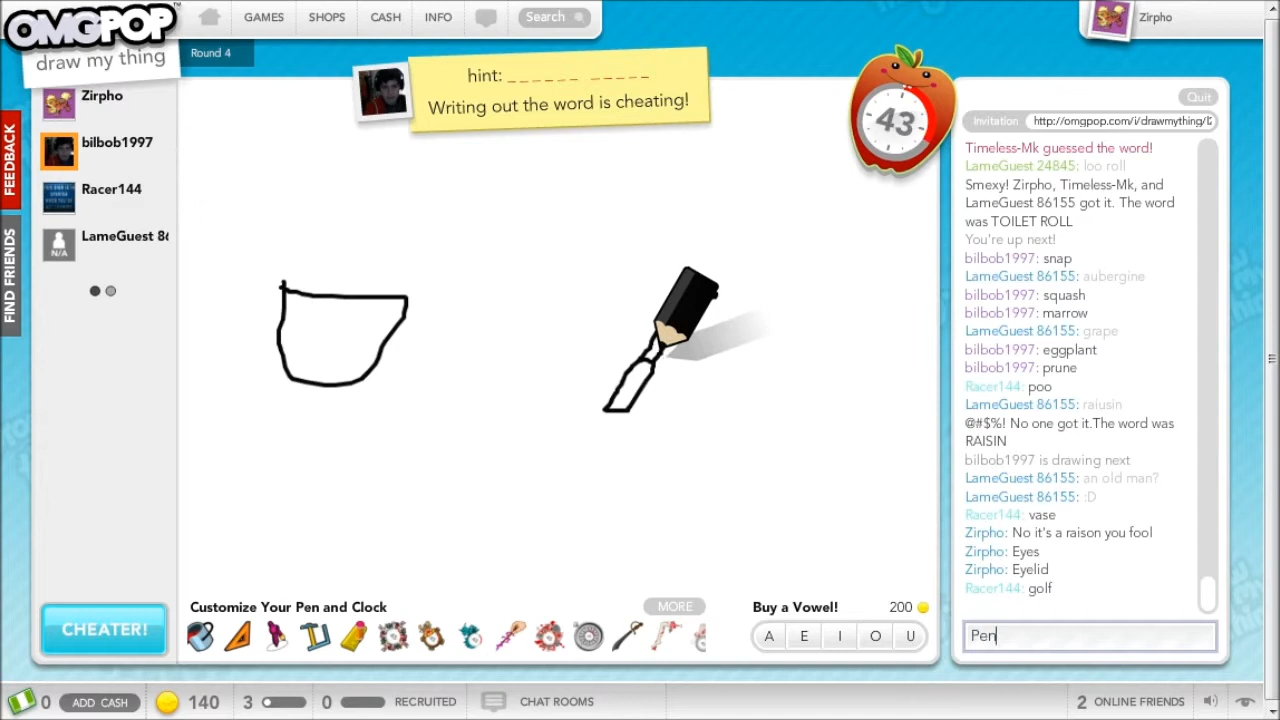 OMGPOP™
draw my thing
GAMES
SHOPS
CASH
INFO
Search
Zirpho
Round 4
hint: ______ _____
Writing out the word is cheating!
43
FEEDBACK
FIND FRIENDS
Zirpho
bilbob1997
Racer144
N/A
LameGuest 86
CHEATER!
Quit
Invitation
http://omgpop.com/i/drawmything/
Timeless-Mk guessed the word!
LameGuest 24845: loo roll
Smexy! Zirpho, Timeless-Mk, and
LameGuest 86155 got it. The word
was TOILET ROLL
You're up next!
bilbob1997: snap
LameGuest 86155: aubergine
bilbob1997: squash
bilbob1997: marrow
LameGuest 86155: grape
bilbob1997: eggplant
bilbob1997: prune
Racer144: poo
LameGuest 86155: raiusin
@#$%! No one got it.The word was
RAISIN
bilbob1997 is drawing next
LameGuest 86155: an old man?
LameGuest 86155: :D
Racer144: vase
Zirpho: No it's a raison you fool
Zirpho: Eyes
Zirpho: Eyelid
Racer144: golf
Pen
Customize Your Pen and Clock
MORE
Buy a Vowel!
200
A E I O U
0
ADD CASH
140
3
0
RECRUITED
CHAT ROOMS
2 ONLINE FRIENDS